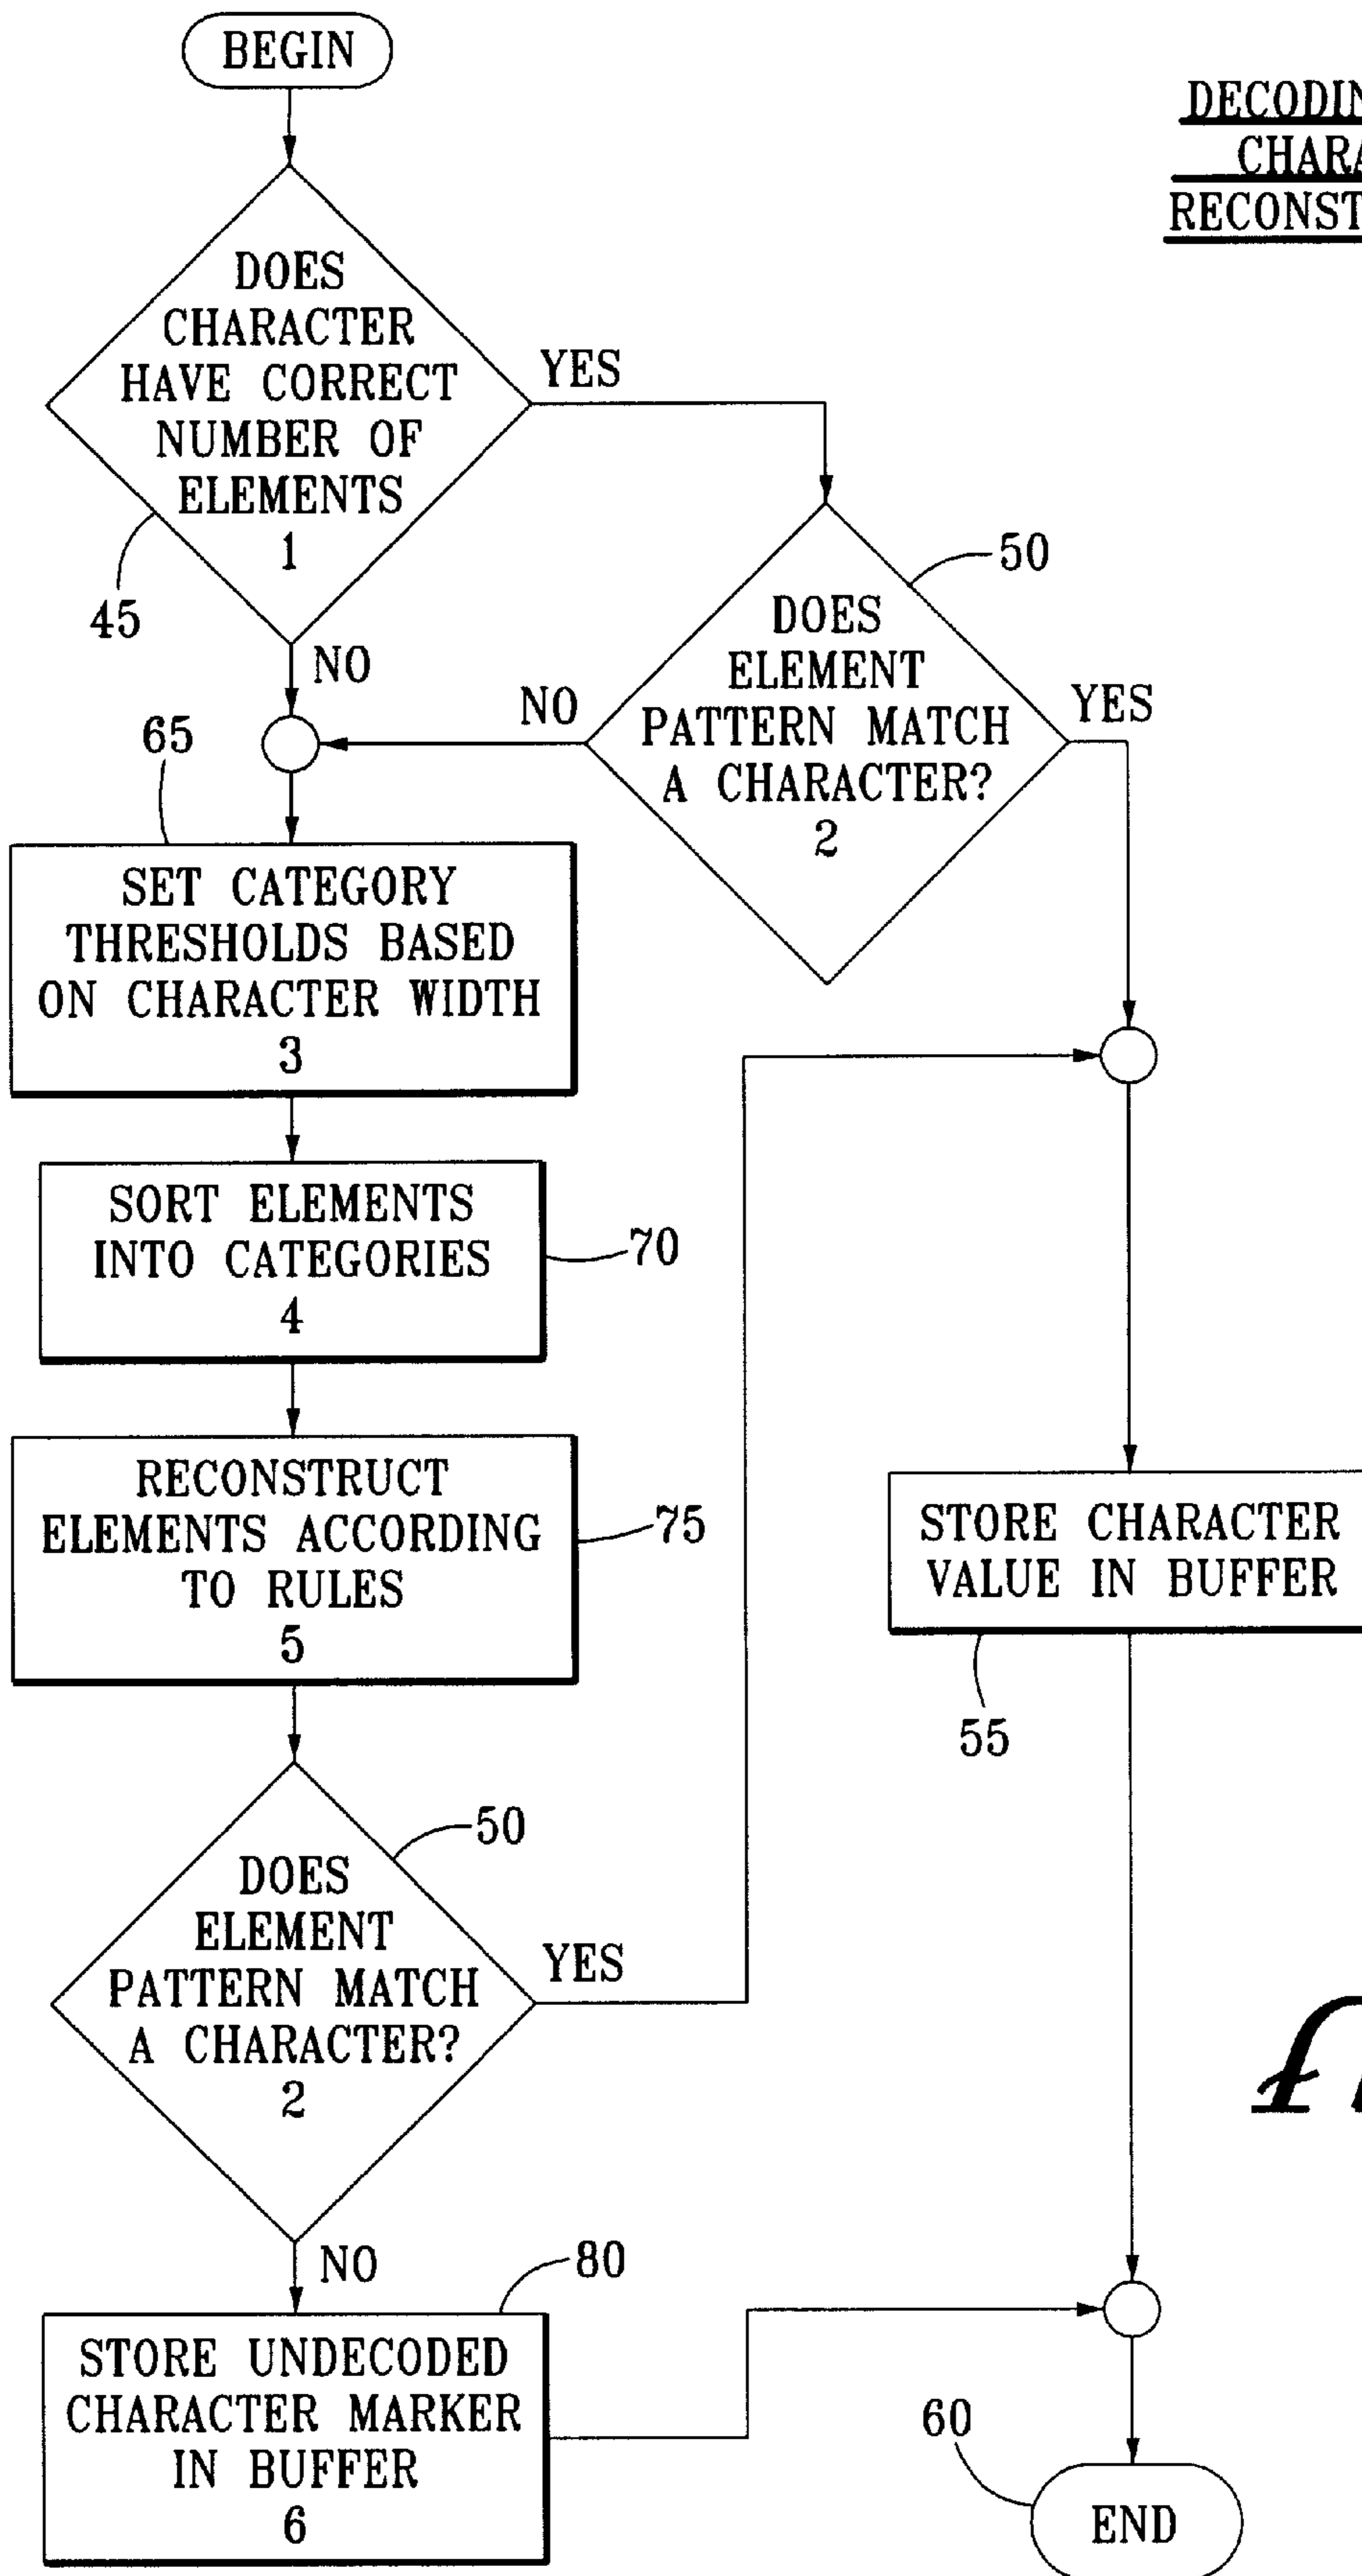 BEGIN
DOES
CHARACTER
HAVE CORRECT
NUMBER OF
ELEMENTS
1
45
YES
NO
50
DOES
ELEMENT
PATTERN MATCH
A CHARACTER?
2
NO
YES
65
SET CATEGORY
THRESHOLDS BASED
ON CHARACTER WIDTH
3
SORT ELEMENTS
INTO CATEGORIES
4
70
RECONSTRUCT
ELEMENTS ACCORDING
TO RULES
5
75
STORE CHARACTER
VALUE IN BUFFER
55
DOES
ELEMENT
PATTERN MATCH
A CHARACTER?
2
50
YES
NO
80
STORE UNDECODED
CHARACTER MARKER
IN BUFFER
6
60
END